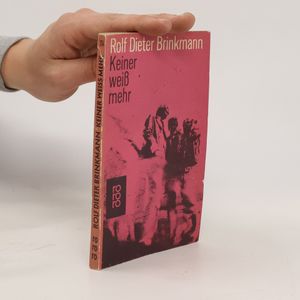 Rolf Dieter Brinkmann
Keiner
weiß
mehr
rororo
ROLF DIETER BRINKMANN KEINER WEISS MEHR